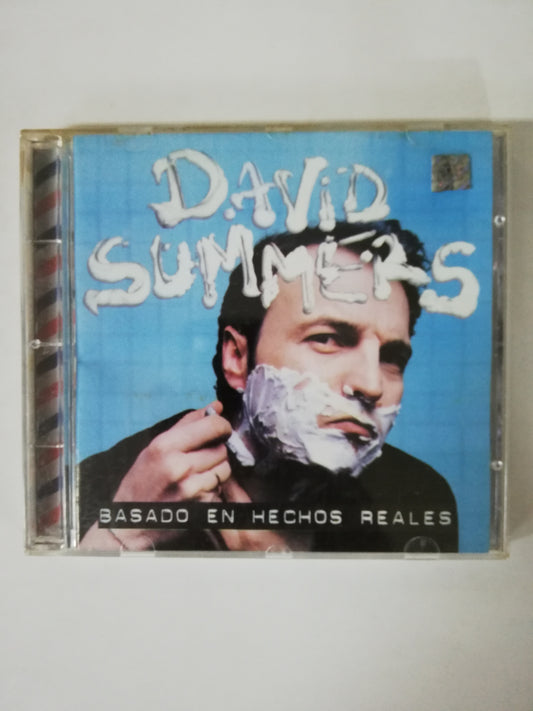 DAViD
SUMMERS
BASADO EN HECHOS REALES